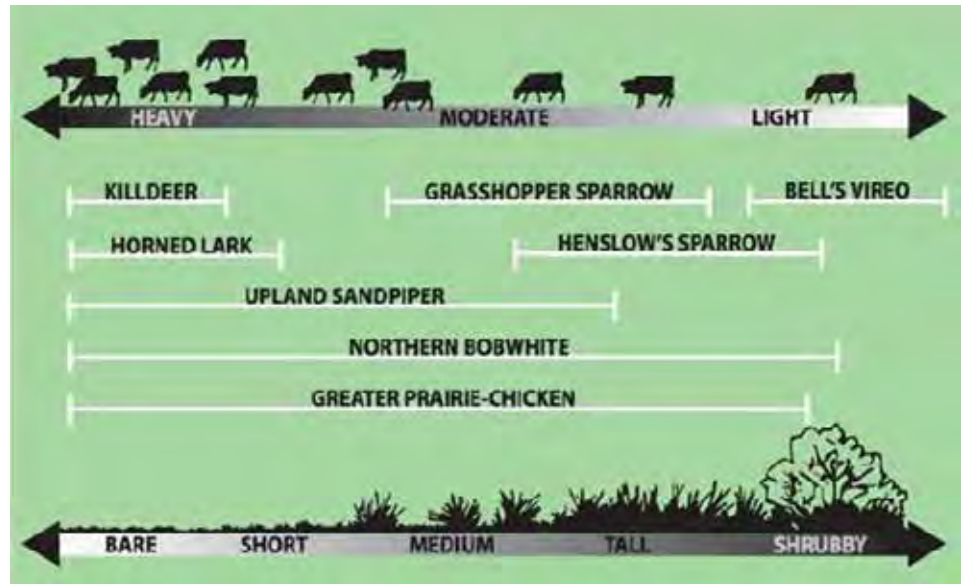 HEAVY MODERATE LIGHT
KILLDEER GRASSHOPPER SPARROW BELL'S VIREO
HORNED LARK HENSLOW'S SPARROW
UPLAND SANDPIPER
NORTHERN BOBWHITE
GREATER PRAIRIE-CHICKEN
BARE SHORT MEDIUM TALL SHRUBBY